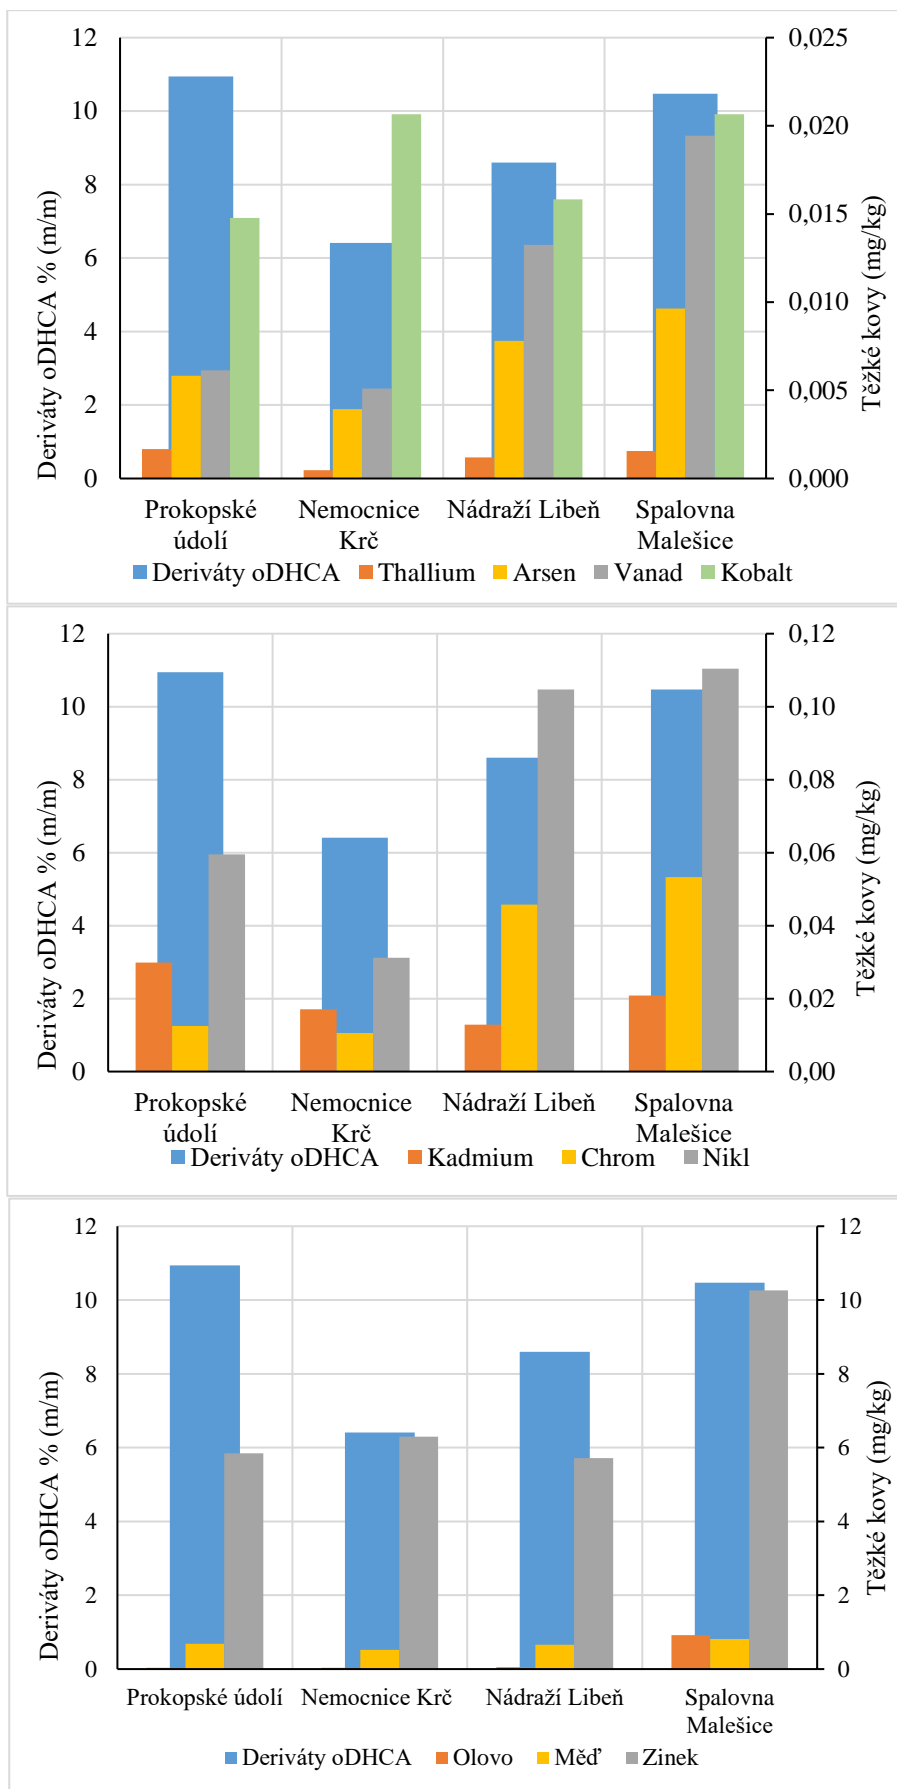 12
10
8
6
4
2
0
Deriváty oDHCA % (m/m)
0,025
0,020
0,015
0,010
0,005
0,000
Těžké kovy (mg/kg)
Prokopské údolí
Nemocnice Krč
Nádraží Libeň
Spalovna Malešice
Deriváty oDHCA Thallium Arsen Vanad Kobalt
12
10
8
6
4
2
0
Deriváty oDHCA % (m/m)
0,12
0,10
0,08
0,06
0,04
0,02
0,00
Těžké kovy (mg/kg)
Prokopské údolí
Nemocnice Krč
Nádraží Libeň
Spalovna Malešice
Deriváty oDHCA Kadmium Chrom Nikl
12
10
8
6
4
2
0
Deriváty oDHCA % (m/m)
12
10
8
6
4
2
0
Těžké kovy (mg/kg)
Prokopské údolí
Nemocnice Krč
Nádraží Libeň
Spalovna Malešice
Deriváty oDHCA Olovo Měď Zinek